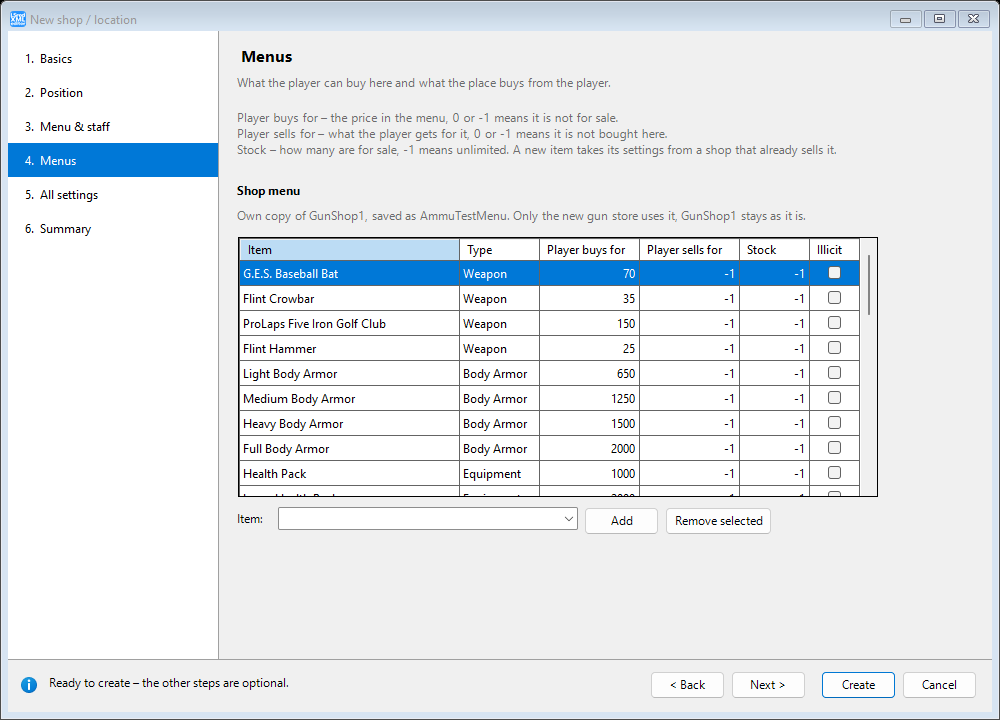 New shop / location
1. Basics
2. Position
3. Menu & staff
4. Menus
5. All settings
6. Summary
Menus
What the player can buy here and what the place buys from the player.
Player buys for – the price in the menu, 0 or -1 means it is not for sale.
Player sells for – what the player gets for it, 0 or -1 means it is not bought here.
Stock – how many are for sale, -1 means unlimited. A new item takes its settings from a shop that already sells it.
Shop menu
Own copy of GunShop1, saved as AmmuTestMenu. Only the new gun store uses it, GunShop1 stays as it is.
Item Type Player buys for Player sells for Stock Illicit
G.E.S. Baseball Bat Weapon 70 -1 -1
Flint Crowbar Weapon 35 -1 -1
ProLaps Five Iron Golf Club Weapon 150 -1 -1
Flint Hammer Weapon 25 -1 -1
Light Body Armor Body Armor 650 -1 -1
Medium Body Armor Body Armor 1250 -1 -1
Heavy Body Armor Body Armor 1500 -1 -1
Full Body Armor Body Armor 2000 -1 -1
Health Pack Equipment 1000 -1 -1
Item: Add Remove selected
Ready to create – the other steps are optional.
< Back Next > Create Cancel